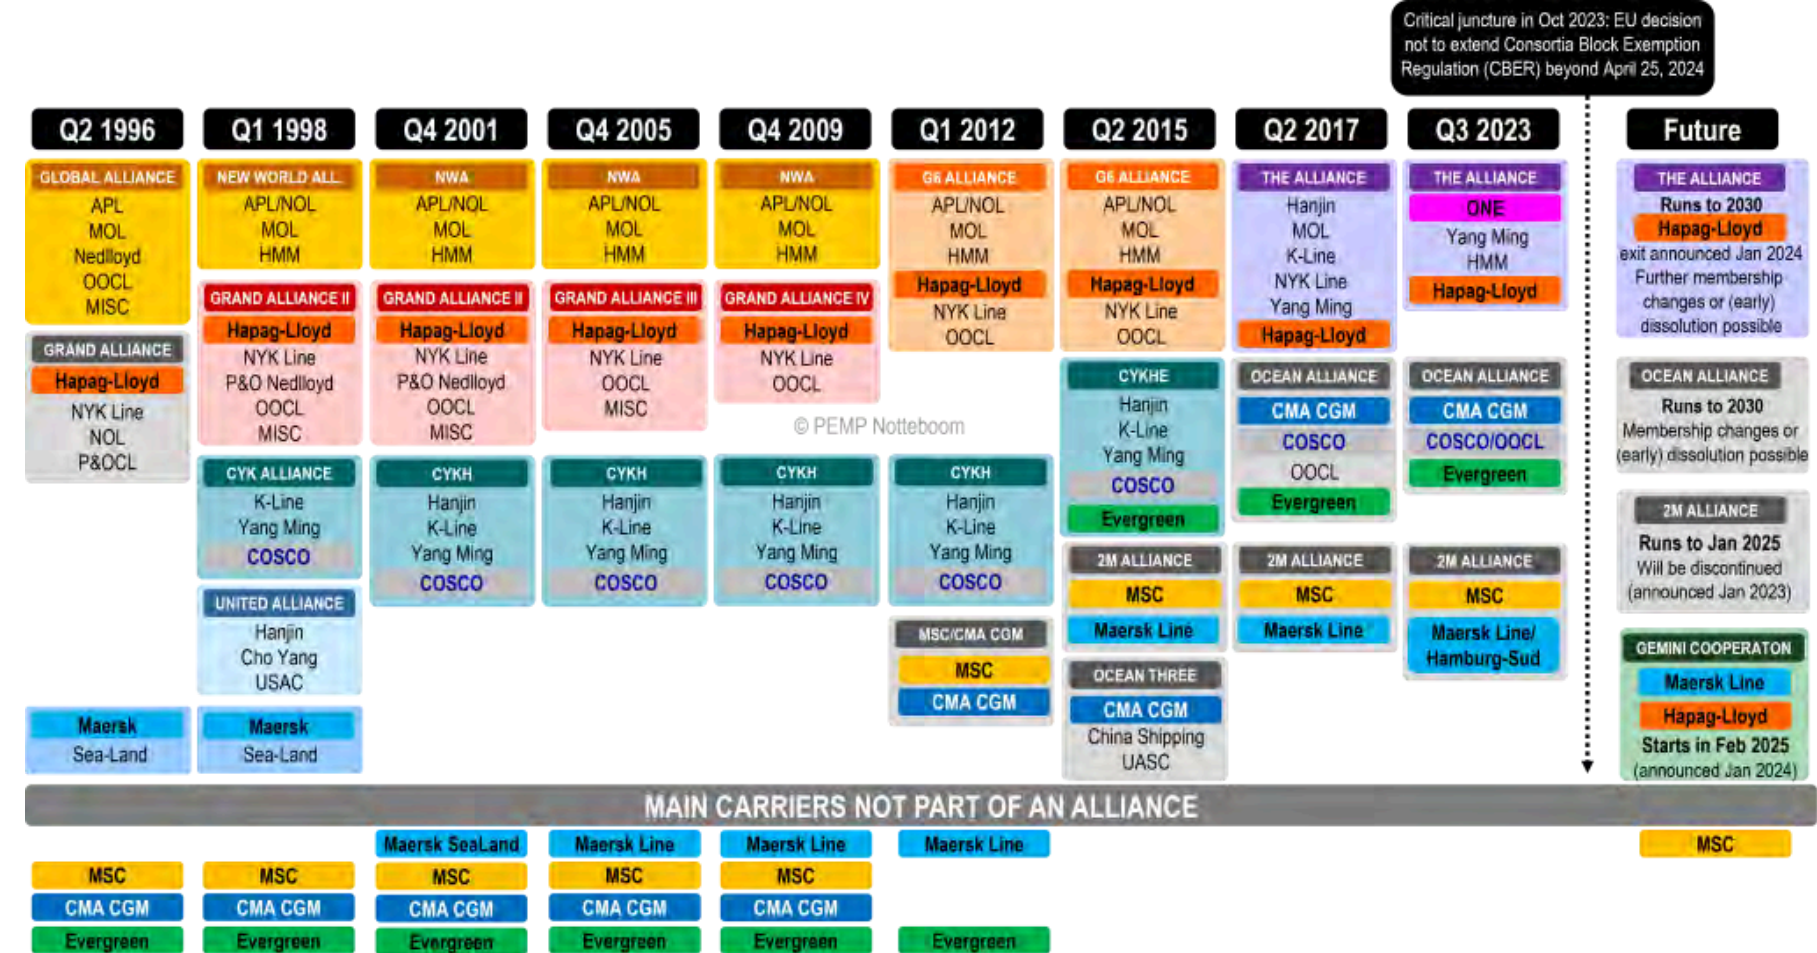 Critical juncture in Oct 2023: EU decision
not to extend Consortia Block Exemption
Regulation (CBER) beyond April 25, 2024
Q2 1996
GLOBAL ALLIANCE
APL
MOL
Nedlloyd
OOCL
MISC
GRAND ALLIANCE
Hapag-Lloyd
NYK Line
NOL
P&OCL
Maersk
Sea-Land
Q1 1998
NEW WORLD ALL.
APL/NOL
MOL
HMM
GRAND ALLIANCE II
Hapag-Lloyd
NYK Line
P&O Nedlloyd
OOCL
MISC
CYK ALLIANCE
K-Line
Yang Ming
COSCO
UNITED ALLIANCE
Hanjin
Cho Yang
USAC
Maersk
Sea-Land
Q4 2001
NWA
APL/NOL
MOL
HMM
GRAND ALLIANCE II
Hapag-Lloyd
NYK Line
P&O Nedlloyd
OOCL
MISC
CYKH
Hanjin
K-Line
Yang Ming
COSCO
Q4 2005
NWA
APL/NOL
MOL
HMM
GRAND ALLIANCE III
Hapag-Lloyd
NYK Line
OOCL
MISC
CYKH
Hanjin
K-Line
Yang Ming
COSCO
Q4 2009
NWA
APL/NOL
MOL
HMM
GRAND ALLIANCE IV
Hapag-Lloyd
NYK Line
OOCL
© PEMP Notteboom
CYKH
Hanjin
K-Line
Yang Ming
COSCO
Q1 2012
G6 ALLIANCE
APL/NOL
MOL
HMM
Hapag-Lloyd
NYK Line
OOCL
CYKH
Hanjin
K-Line
Yang Ming
COSCO
MSC/CMA CGM
MSC
CMA CGM
Q2 2015
G6 ALLIANCE
APL/NOL
MOL
HMM
Hapag-Lloyd
NYK Line
OOCL
CYKHE
Hanjin
K-Line
Yang Ming
COSCO
Evergreen
2M ALLIANCE
MSC
Maersk Line
OCEAN THREE
CMA CGM
China Shipping
UASC
Q2 2017
THE ALLIANCE
Hanjin
MOL
K-Line
NYK Line
Yang Ming
Hapag-Lloyd
OCEAN ALLIANCE
CMA CGM
COSCO
OOCL
Evergreen
2M ALLIANCE
MSC
Maersk Line
Q3 2023
THE ALLIANCE
ONE
Yang Ming
HMM
Hapag-Lloyd
OCEAN ALLIANCE
CMA CGM
COSCO/OOCL
Evergreen
2M ALLIANCE
MSC
Maersk Line/
Hamburg-Sud
Future
THE ALLIANCE
Runs to 2030
Hapag-Lloyd
exit announced Jan 2024
Further membership
changes or (early)
dissolution possible
OCEAN ALLIANCE
Runs to 2030
Membership changes or
(early) dissolution possible
2M ALLIANCE
Runs to Jan 2025
Will be discontinued
(announced Jan 2023)
GEMINI COOPERATON
Maersk Line
Hapag-Lloyd
Starts in Feb 2025
(announced Jan 2024)
MAIN CARRIERS NOT PART OF AN ALLIANCE
MSC
CMA CGM
Evergreen
MSC
CMA CGM
Evergreen
Maersk SeaLand
MSC
CMA CGM
Evergreen
Maersk Line
MSC
CMA CGM
Evergreen
Maersk Line
MSC
CMA CGM
Evergreen
Maersk Line
Evergreen
MSC